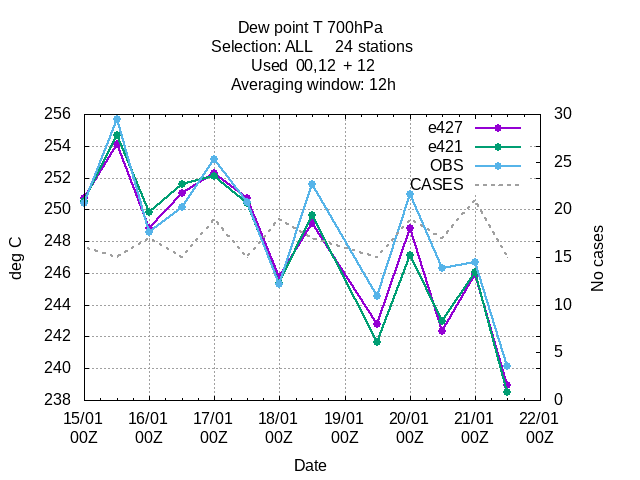 Dew point T 700hPa
Selection: ALL     24 stations
Used  00,12  + 12
Averaging window: 12h
256
254
252
250
248
246
244
242
240
238
30
25
20
15
10
5
0
deg C
No cases
e427
e421
OBS
CASES
15/01 16/01 17/01 18/01 19/01 20/01 21/01 22/01
00Z 00Z 00Z 00Z 00Z 00Z 00Z 00Z
Date